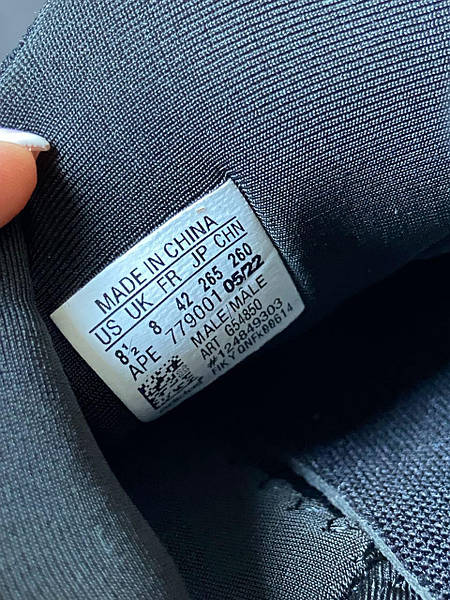 MADE IN CHINA
US UK FR JP CHN
8½ 8 42 265 260
APE 779001 05/22
MALE/MALE
ART G54850
#124849303